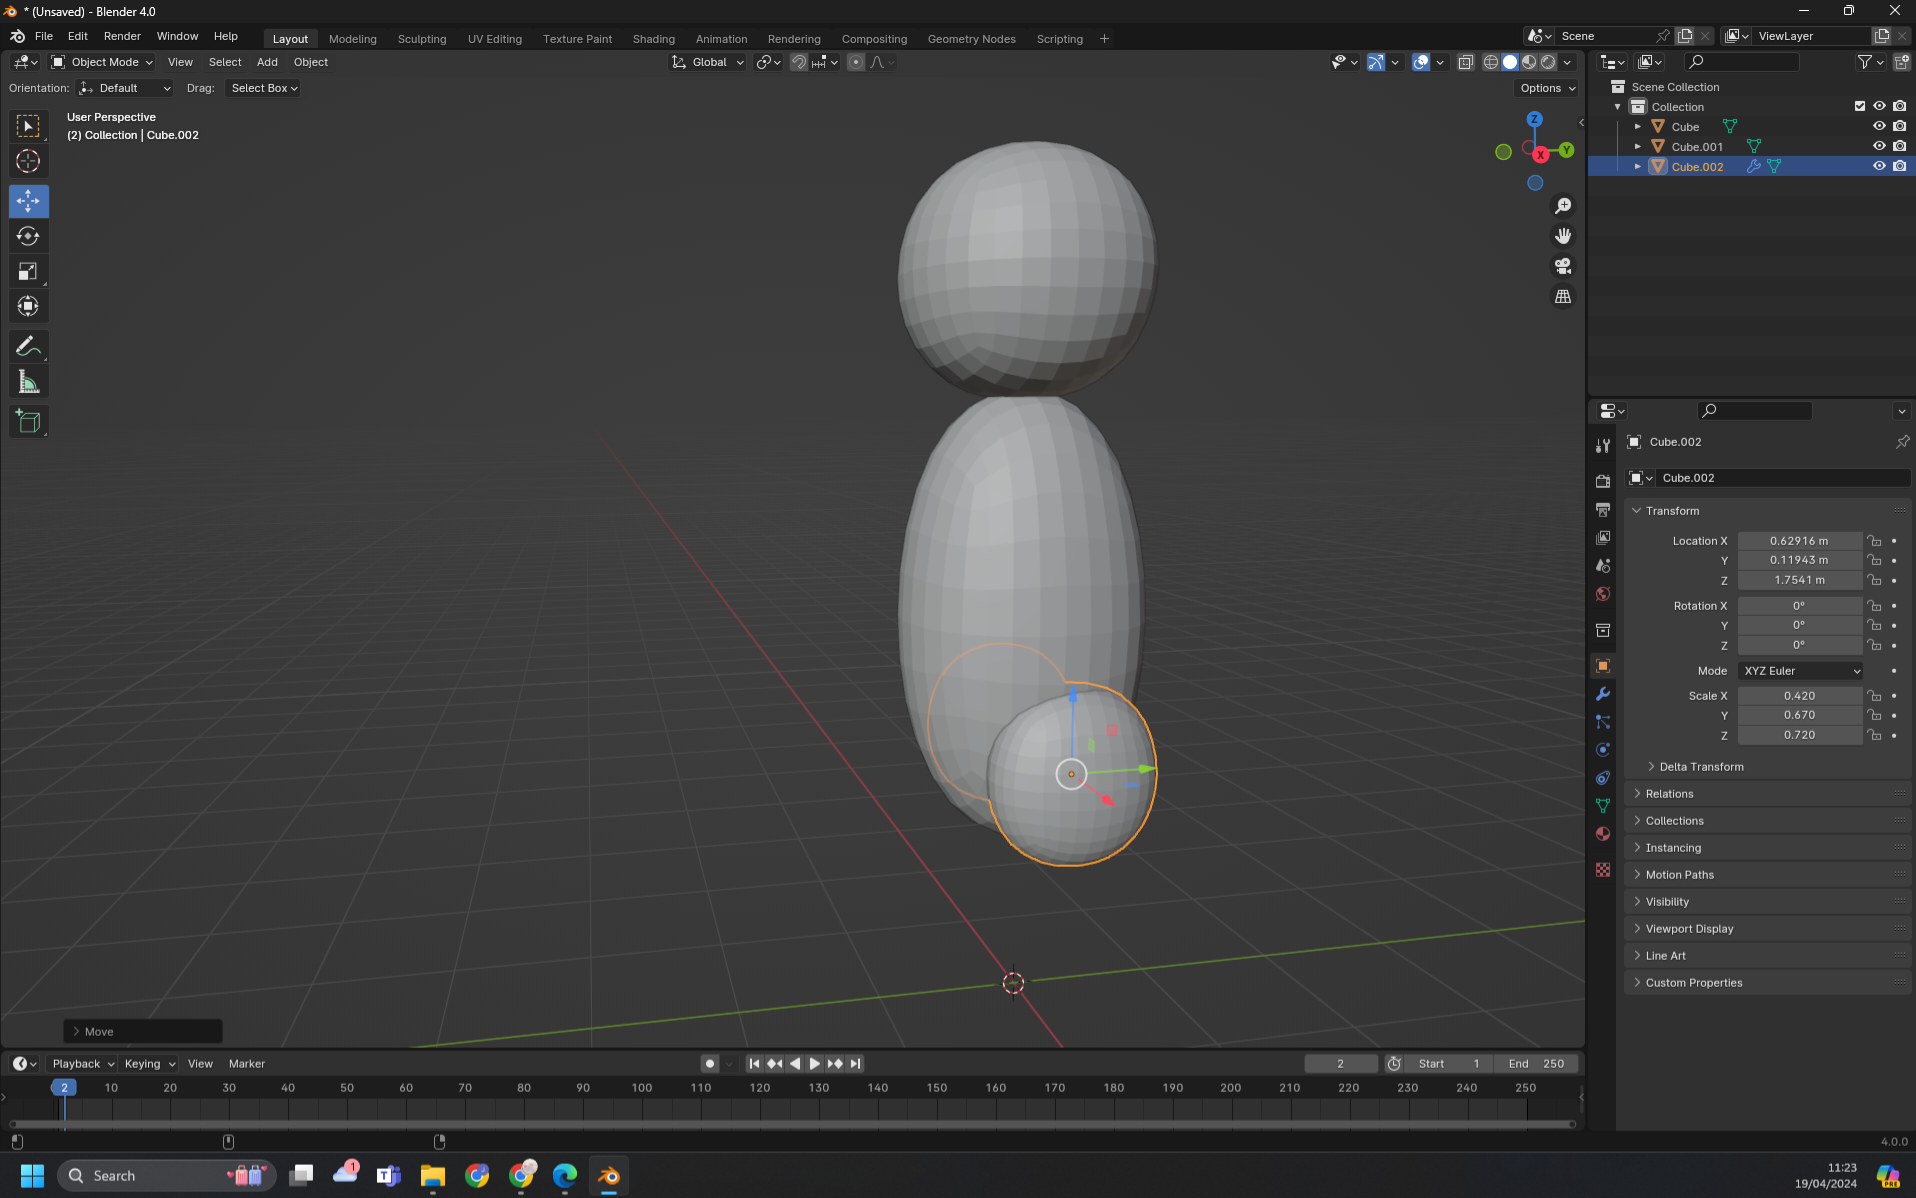 * (Unsaved) - Blender 4.0
File Edit Render Window Help
Layout Modeling Sculpting UV Editing Texture Paint Shading Animation Rendering Compositing Geometry Nodes Scripting +
Scene
ViewLayer
Object Mode View Select Add Object
Global
Orientation: Default Drag: Select Box
Options
User Perspective
(2) Collection | Cube.002
Z
Y
X
Scene Collection
Collection
Cube
Cube.001
Cube.002
Cube.002
Cube.002
Transform
Location X 0.62916 m
Y 0.11943 m
Z 1.7541 m
Rotation X 0°
Y 0°
Z 0°
Mode XYZ Euler
Scale X 0.420
Y 0.670
Z 0.720
Delta Transform
Relations
Collections
Instancing
Motion Paths
Visibility
Viewport Display
Line Art
Custom Properties
Move
Playback Keying View Marker
2 Start 1 End 250
2 10 20 30 40 50 60 70 80 90 100 110 120 130 140 150 160 170 180 190 200 210 220 230 240 250
4.0.0
Search
1
11:23
19/04/2024
PRE